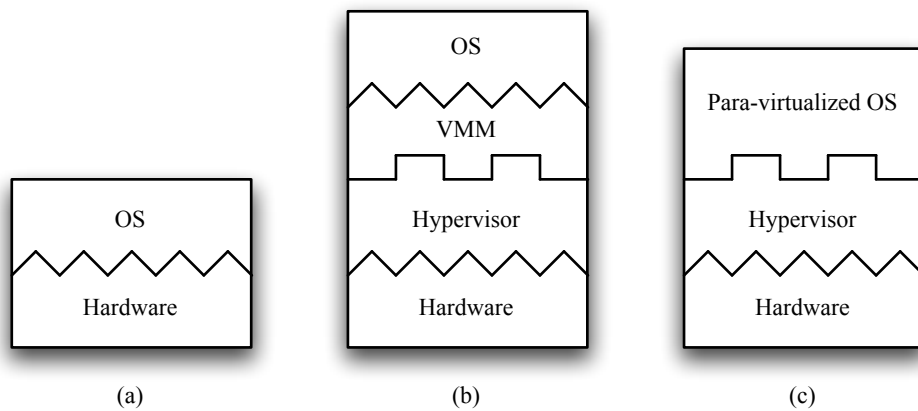 OS
Hardware
(a)
OS
VMM
Hypervisor
Hardware
(b)
Para-virtualized OS
Hypervisor
Hardware
(c)